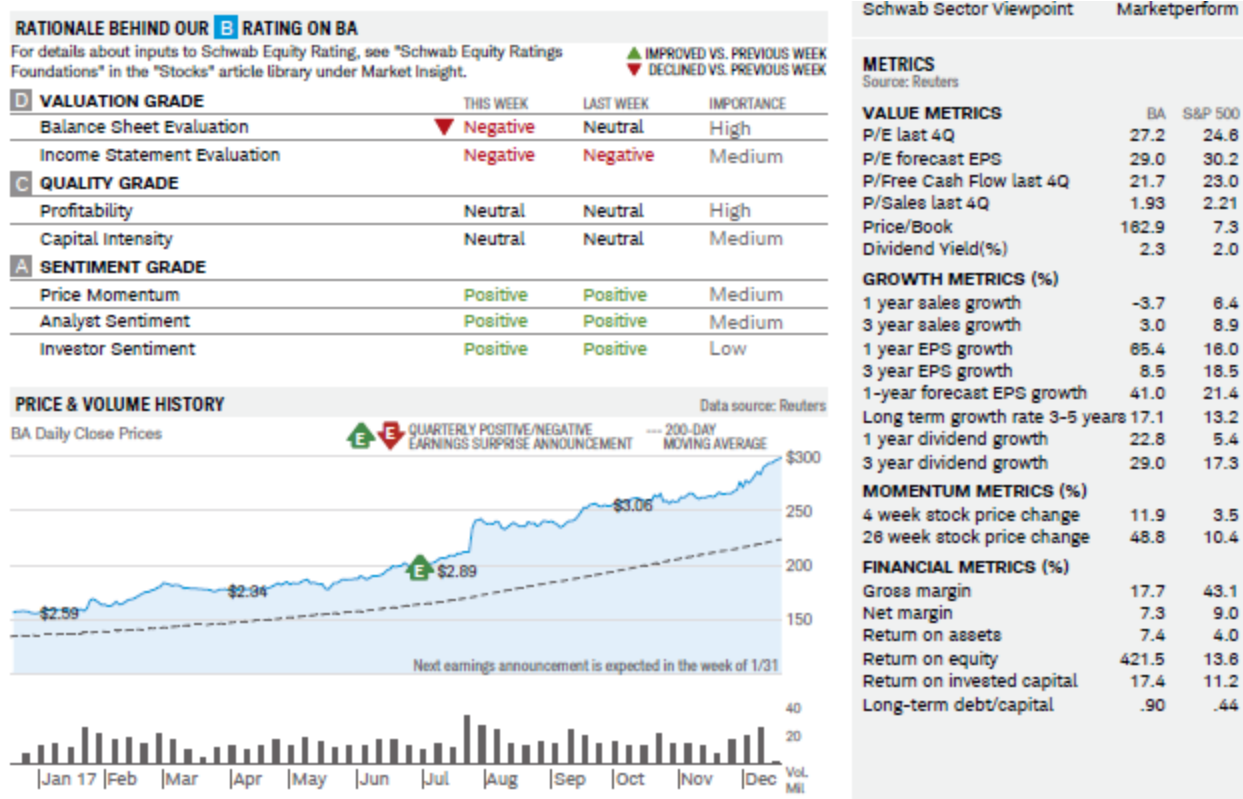 RATIONALE BEHIND OUR B RATING ON BA
For details about inputs to Schwab Equity Rating, see "Schwab Equity Ratings
Foundations" in the "Stocks" article library under Market Insight.
IMPROVED VS. PREVIOUS WEEK
DECLINED VS. PREVIOUS WEEK
D VALUATION GRADE THIS WEEK LAST WEEK IMPORTANCE
Balance Sheet Evaluation Negative Neutral High
Income Statement Evaluation Negative Negative Medium
C QUALITY GRADE
Profitability Neutral Neutral High
Capital Intensity Neutral Neutral Medium
A SENTIMENT GRADE
Price Momentum Positive Positive Medium
Analyst Sentiment Positive Positive Medium
Investor Sentiment Positive Positive Low
PRICE & VOLUME HISTORY Data source: Reuters
BA Daily Close Prices
E E QUARTERLY POSITIVE/NEGATIVE
EARNINGS SURPRISE ANNOUNCEMENT
200-DAY
MOVING AVERAGE
$300
250
200
150
$2.59
$2.34
E $2.89
$3.06
Next earnings announcement is expected in the week of 1/31
40
20
Vol.
Mil
Jan 17 Feb Mar Apr May Jun Jul Aug Sep Oct Nov Dec
Schwab Sector Viewpoint Marketperform
METRICS
Source: Reuters
VALUE METRICS BA S&P 500
P/E last 4Q 27.2 24.6
P/E forecast EPS 29.0 30.2
P/Free Cash Flow last 4Q 21.7 23.0
P/Sales last 4Q 1.93 2.21
Price/Book 162.9 7.3
Dividend Yield(%) 2.3 2.0
GROWTH METRICS (%)
1 year sales growth -3.7 6.4
3 year sales growth 3.0 8.9
1 year EPS growth 65.4 16.0
3 year EPS growth 8.5 18.5
1-year forecast EPS growth 41.0 21.4
Long term growth rate 3-5 years 17.1 13.2
1 year dividend growth 22.8 5.4
3 year dividend growth 29.0 17.3
MOMENTUM METRICS (%)
4 week stock price change 11.9 3.5
26 week stock price change 48.8 10.4
FINANCIAL METRICS (%)
Gross margin 17.7 43.1
Net margin 7.3 9.0
Return on assets 7.4 4.0
Return on equity 421.5 13.6
Return on invested capital 17.4 11.2
Long-term debt/capital .90 .44